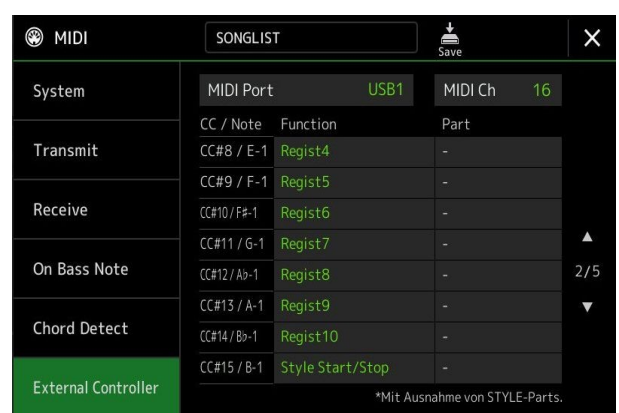 MIDI
SONGLIST
Save
System
Transmit
Receive
On Bass Note
Chord Detect
External Controller
MIDI Port USB1 MIDI Ch 16
CC / Note Function Part
CC#8 / E-1 Regist4 -
CC#9 / F-1 Regist5 -
CC#10 / F#-1 Regist6 -
CC#11 / G-1 Regist7 -
CC#12 / A♭-1 Regist8 -
CC#13 / A-1 Regist9 -
CC#14 / B♭-1 Regist10 -
CC#15 / B-1 Style Start/Stop -
2/5
*Mit Ausnahme von STYLE-Parts.